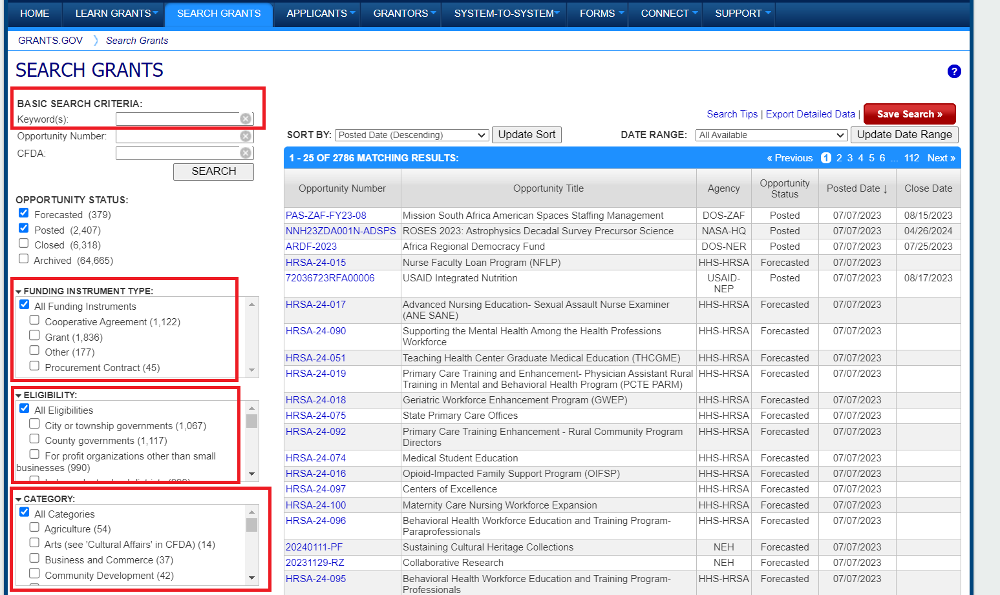 HOME LEARN GRANTS SEARCH GRANTS APPLICANTS GRANTORS SYSTEM-TO-SYSTEM FORMS CONNECT SUPPORT
GRANTS.GOV 〉 Search Grants
SEARCH GRANTS
?
BASIC SEARCH CRITERIA:
Keyword(s):
Opportunity Number:
CFDA:
SEARCH
OPPORTUNITY STATUS:
Forecasted (379)
Posted (2,407)
Closed (6,318)
Archived (64,665)
FUNDING INSTRUMENT TYPE:
All Funding Instruments
Cooperative Agreement (1,122)
Grant (1,836)
Other (177)
Procurement Contract (45)
ELIGIBILITY:
All Eligibilities
City or township governments (1,067)
County governments (1,117)
For profit organizations other than small
businesses (990)
CATEGORY:
All Categories
Agriculture (54)
Arts (see 'Cultural Affairs' in CFDA) (14)
Business and Commerce (37)
Community Development (42)
Search Tips | Export Detailed Data | Save Search »
SORT BY: Posted Date (Descending) Update Sort DATE RANGE: All Available Update Date Range
1 - 25 OF 2786 MATCHING RESULTS: « Previous 1 2 3 4 5 6 ... 112 Next »
Opportunity Number Opportunity Title Agency Opportunity Status Posted Date ↓ Close Date
PAS-ZAF-FY23-08 Mission South Africa American Spaces Staffing Management DOS-ZAF Posted 07/07/2023 08/15/2023
NNH23ZDA001N-ADSPS ROSES 2023: Astrophysics Decadal Survey Precursor Science NASA-HQ Posted 07/07/2023 04/26/2024
ARDF-2023 Africa Regional Democracy Fund DOS-NER Posted 07/07/2023 07/25/2023
HRSA-24-015 Nurse Faculty Loan Program (NFLP) HHS-HRSA Forecasted 07/07/2023
72036723RFA00006 USAID Integrated Nutrition USAID-NEP Posted 07/07/2023 08/17/2023
HRSA-24-017 Advanced Nursing Education- Sexual Assault Nurse Examiner HHS-HRSA Forecasted 07/07/2023
(ANE SANE)
HRSA-24-090 Supporting the Mental Health Among the Health Professions HHS-HRSA Forecasted 07/07/2023
Workforce
HRSA-24-051 Teaching Health Center Graduate Medical Education (THCGME) HHS-HRSA Forecasted 07/07/2023
HRSA-24-019 Primary Care Training and Enhancement- Physician Assistant Rural HHS-HRSA Forecasted 07/07/2023
Training in Mental and Behavioral Health Program (PCTE PARM)
HRSA-24-018 Geriatric Workforce Enhancement Program (GWEP) HHS-HRSA Forecasted 07/07/2023
HRSA-24-075 State Primary Care Offices HHS-HRSA Forecasted 07/07/2023
HRSA-24-092 Primary Care Training Enhancement - Rural Community Program HHS-HRSA Forecasted 07/07/2023
Directors
HRSA-24-074 Medical Student Education HHS-HRSA Forecasted 07/07/2023
HRSA-24-016 Opioid-Impacted Family Support Program (OIFSP) HHS-HRSA Forecasted 07/07/2023
HRSA-24-097 Centers of Excellence HHS-HRSA Forecasted 07/07/2023
HRSA-24-100 Maternity Care Nursing Workforce Expansion HHS-HRSA Forecasted 07/07/2023
HRSA-24-096 Behavioral Health Workforce Education and Training Program- HHS-HRSA Forecasted 07/07/2023
Paraprofessionals
20240111-PF Sustaining Cultural Heritage Collections NEH Forecasted 07/07/2023
20231129-RZ Collaborative Research NEH Forecasted 07/07/2023
HRSA-24-095 Behavioral Health Workforce Education and Training Program- HHS-HRSA Forecasted 07/07/2023
Professionals